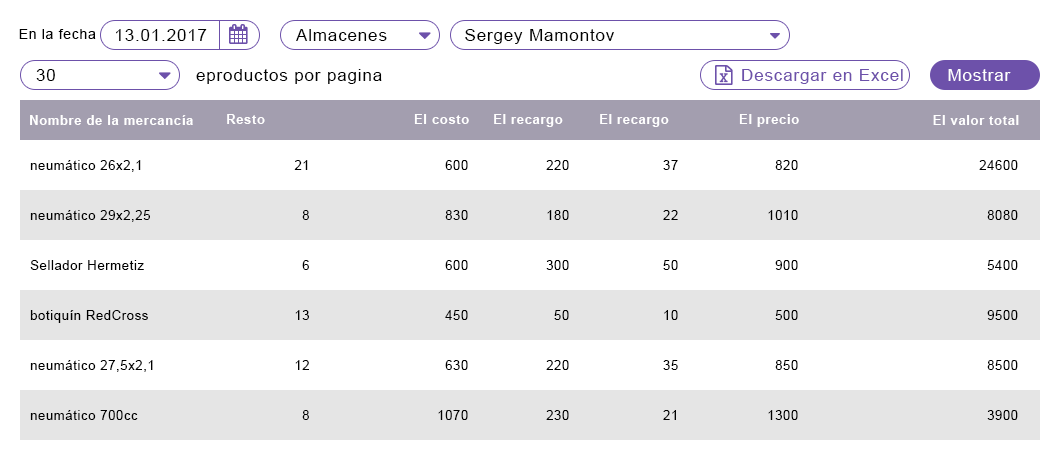 En la fecha 13.01.2017 Almacenes Sergey Mamontov
30 eproductos por pagina Descargar en Excel Mostrar
Nombre de la mercancía Resto El costo El recargo El recargo El precio El valor total
neumático 26x2,1 21 600 220 37 820 24600
neumático 29x2,25 8 830 180 22 1010 8080
Sellador Hermetiz 6 600 300 50 900 5400
botiquín RedCross 13 450 50 10 500 9500
neumático 27,5x2,1 12 630 220 35 850 8500
neumático 700cc 8 1070 230 21 1300 3900